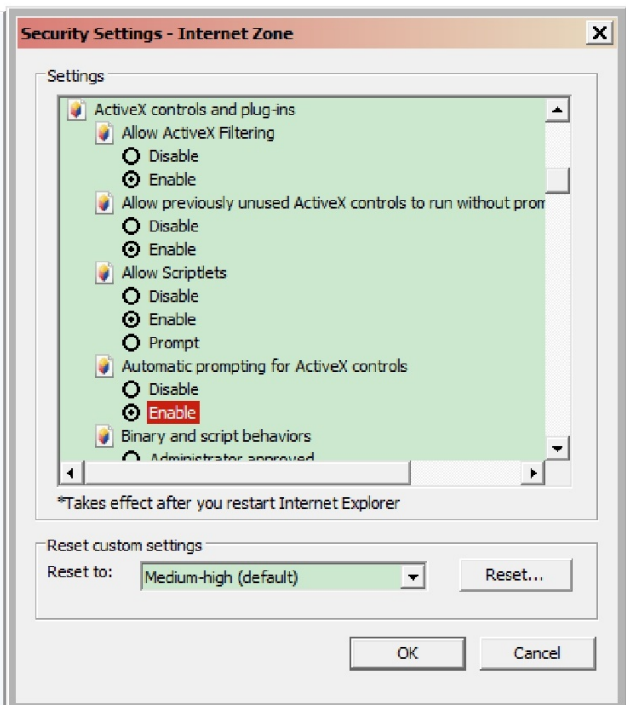 Security Settings - Internet Zone
Settings
ActiveX controls and plug-ins
Allow ActiveX Filtering
Disable
Enable
Allow previously unused ActiveX controls to run without prom
Disable
Enable
Allow Scriptlets
Disable
Enable
Prompt
Automatic prompting for ActiveX controls
Disable
Enable
Binary and script behaviors
Administrator approved
*Takes effect after you restart Internet Explorer
Reset custom settings
Reset to:
Medium-high (default)
Reset...
OK
Cancel